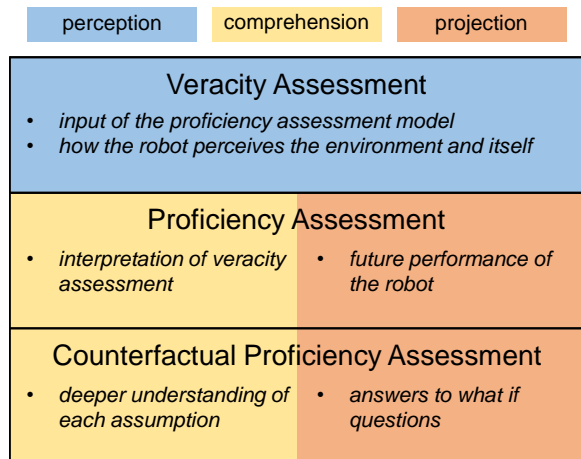 perception
comprehension
projection
Veracity Assessment
• input of the proficiency assessment model
• how the robot perceives the environment and itself
Proficiency Assessment
• interpretation of veracity
assessment
• future performance of
the robot
Counterfactual Proficiency Assessment
• deeper understanding of
each assumption
• answers to what if
questions